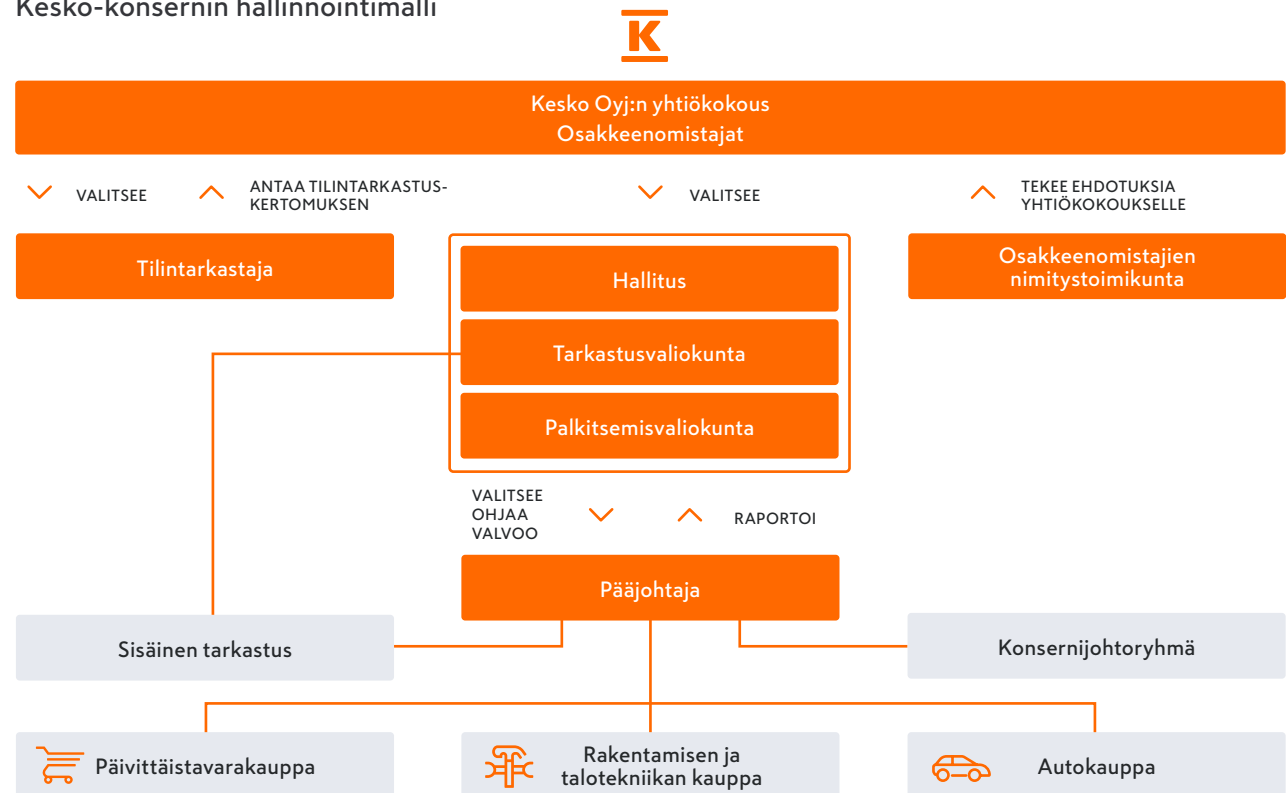 Kesko-konsernin hallinnointimalli
K
Kesko Oyj:n yhtiökokous
Osakkeenomistajat
VALITSEE
ANTAA TILINTARKASTUS-
KERTOMUKSEN
VALITSEE
TEKEE EHDOTUKSIA
YHTIÖKOKOUKSELLE
Tilintarkastaja
Hallitus
Osakkeenomistajien
nimitystoimikunta
Tarkastusvaliokunta
Palkitsemisvaliokunta
VALITSEE
OHJAA
VALVOO
RAPORTOI
Pääjohtaja
Sisäinen tarkastus
Konsernijohtoryhmä
Päivittäistavarakauppa
Rakentamisen ja
talotekniikan kauppa
Autokauppa